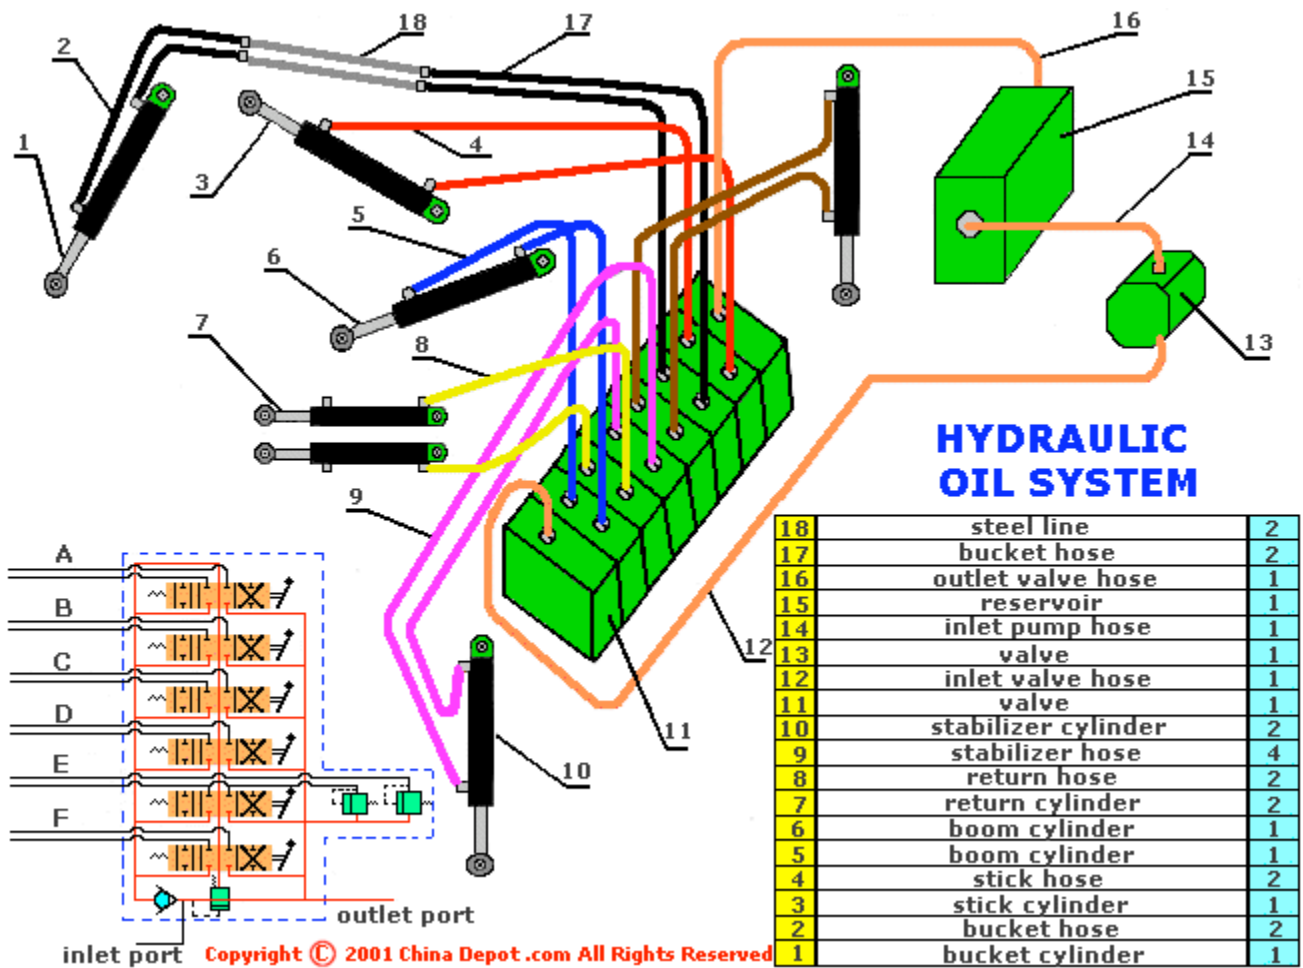 18
17
16
2
15
1
4
14
3
5
6
7
8
13
HYDRAULIC
OIL SYSTEM
9
12
11
10
A
B
C
D
E
F
outlet port
inlet port
Copyright © 2001 China Depot .com All Rights Reserved
18 steel line 2
17 bucket hose 2
16 outlet valve hose 1
15 reservoir 1
14 inlet pump hose 1
13 valve 1
12 inlet valve hose 1
11 valve 1
10 stabilizer cylinder 2
9 stabilizer hose 4
8 return hose 2
7 return cylinder 2
6 boom cylinder 1
5 boom cylinder 1
4 stick hose 2
3 stick cylinder 1
2 bucket hose 2
1 bucket cylinder 1